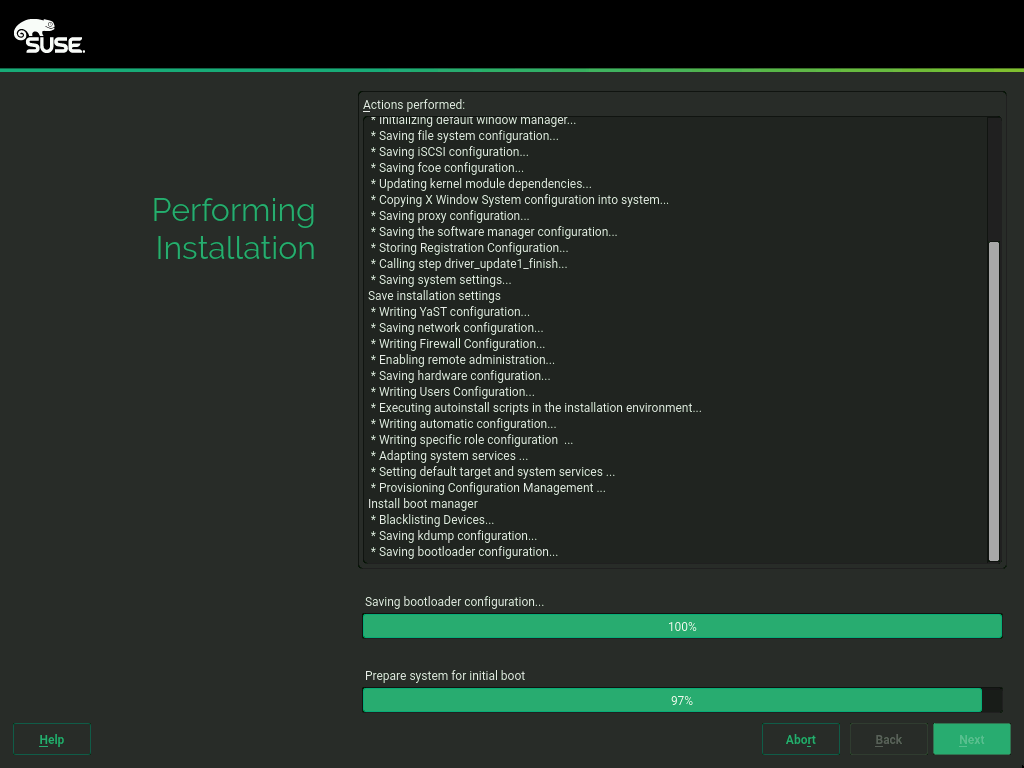 SUSE.
Performing
Installation
Actions performed:
* Initializing default window manager...
* Saving file system configuration...
* Saving iSCSI configuration...
* Saving fcoe configuration...
* Updating kernel module dependencies...
* Copying X Window System configuration into system...
* Saving proxy configuration...
* Saving the software manager configuration...
* Storing Registration Configuration...
* Calling step driver_update1_finish...
* Saving system settings...
Save installation settings
* Writing YaST configuration...
* Saving network configuration...
* Writing Firewall Configuration...
* Enabling remote administration...
* Saving hardware configuration...
* Writing Users Configuration...
* Executing autoinstall scripts in the installation environment...
* Writing automatic configuration...
* Writing specific role configuration  ...
* Adapting system services ...
* Setting default target and system services ...
* Provisioning Configuration Management ...
Install boot manager
* Blacklisting Devices...
* Saving kdump configuration...
* Saving bootloader configuration...
Saving bootloader configuration...
100%
Prepare system for initial boot
97%
Help
Abort
Back
Next